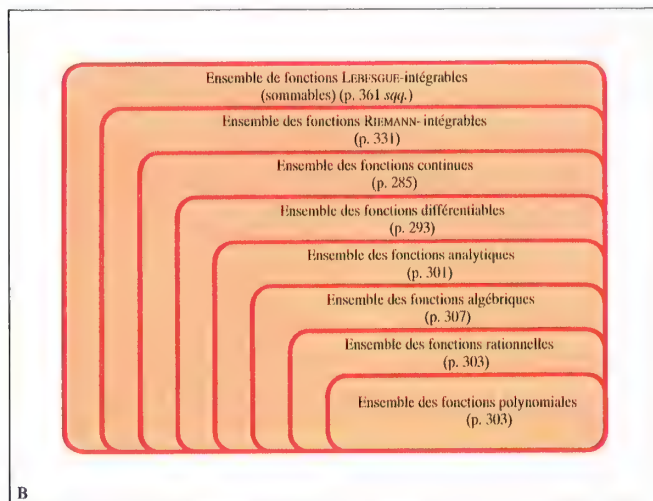 Ensemble de fonctions LEBESGUE-intégrables
(sommables) (p. 361 sqq.)
Ensemble des fonctions RIEMANN- intégrables
(p. 331)
Ensemble des fonctions continues
(p. 285)
Ensemble des fonctions différentiables
(p. 293)
Ensemble des fonctions analytiques
(p. 301)
Ensemble des fonctions algébriques
(p. 307)
Ensemble des fonctions rationnelles
(p. 303)
Ensemble des fonctions polynomiales
(p. 303)
B